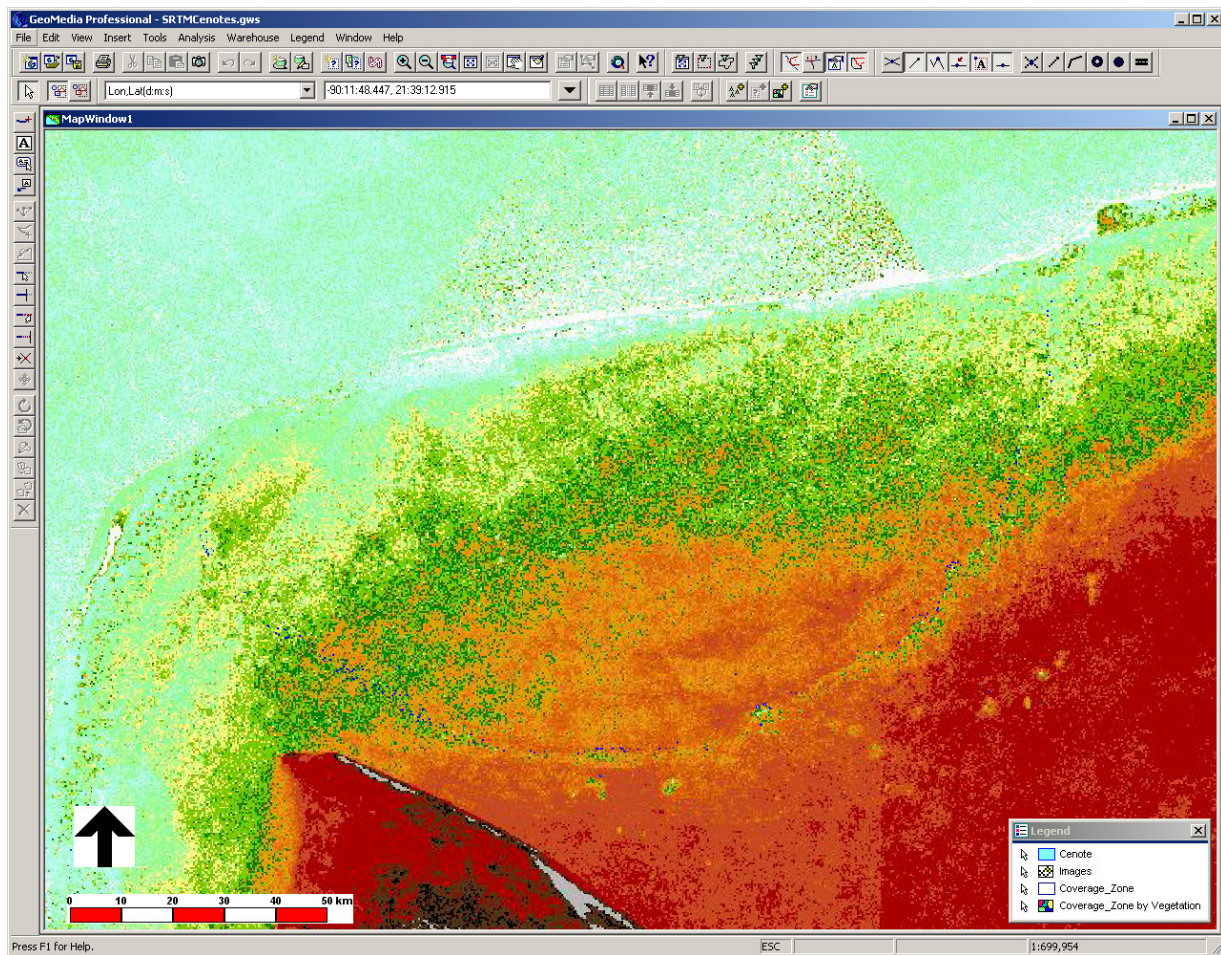 GeoMedia Professional - SRTMCenotes.gws
File Edit View Insert Tools Analysis Warehouse Legend Window Help
Lon,Lat(d:m:s) -90:11:48.447, 21:39:12.915
MapWindow1
A
Legend
Cenote
Images
Coverage_Zone
Coverage_Zone by Vegetation
0 10 20 30 40 50 km
Press F1 for Help. ESC 1:699,954